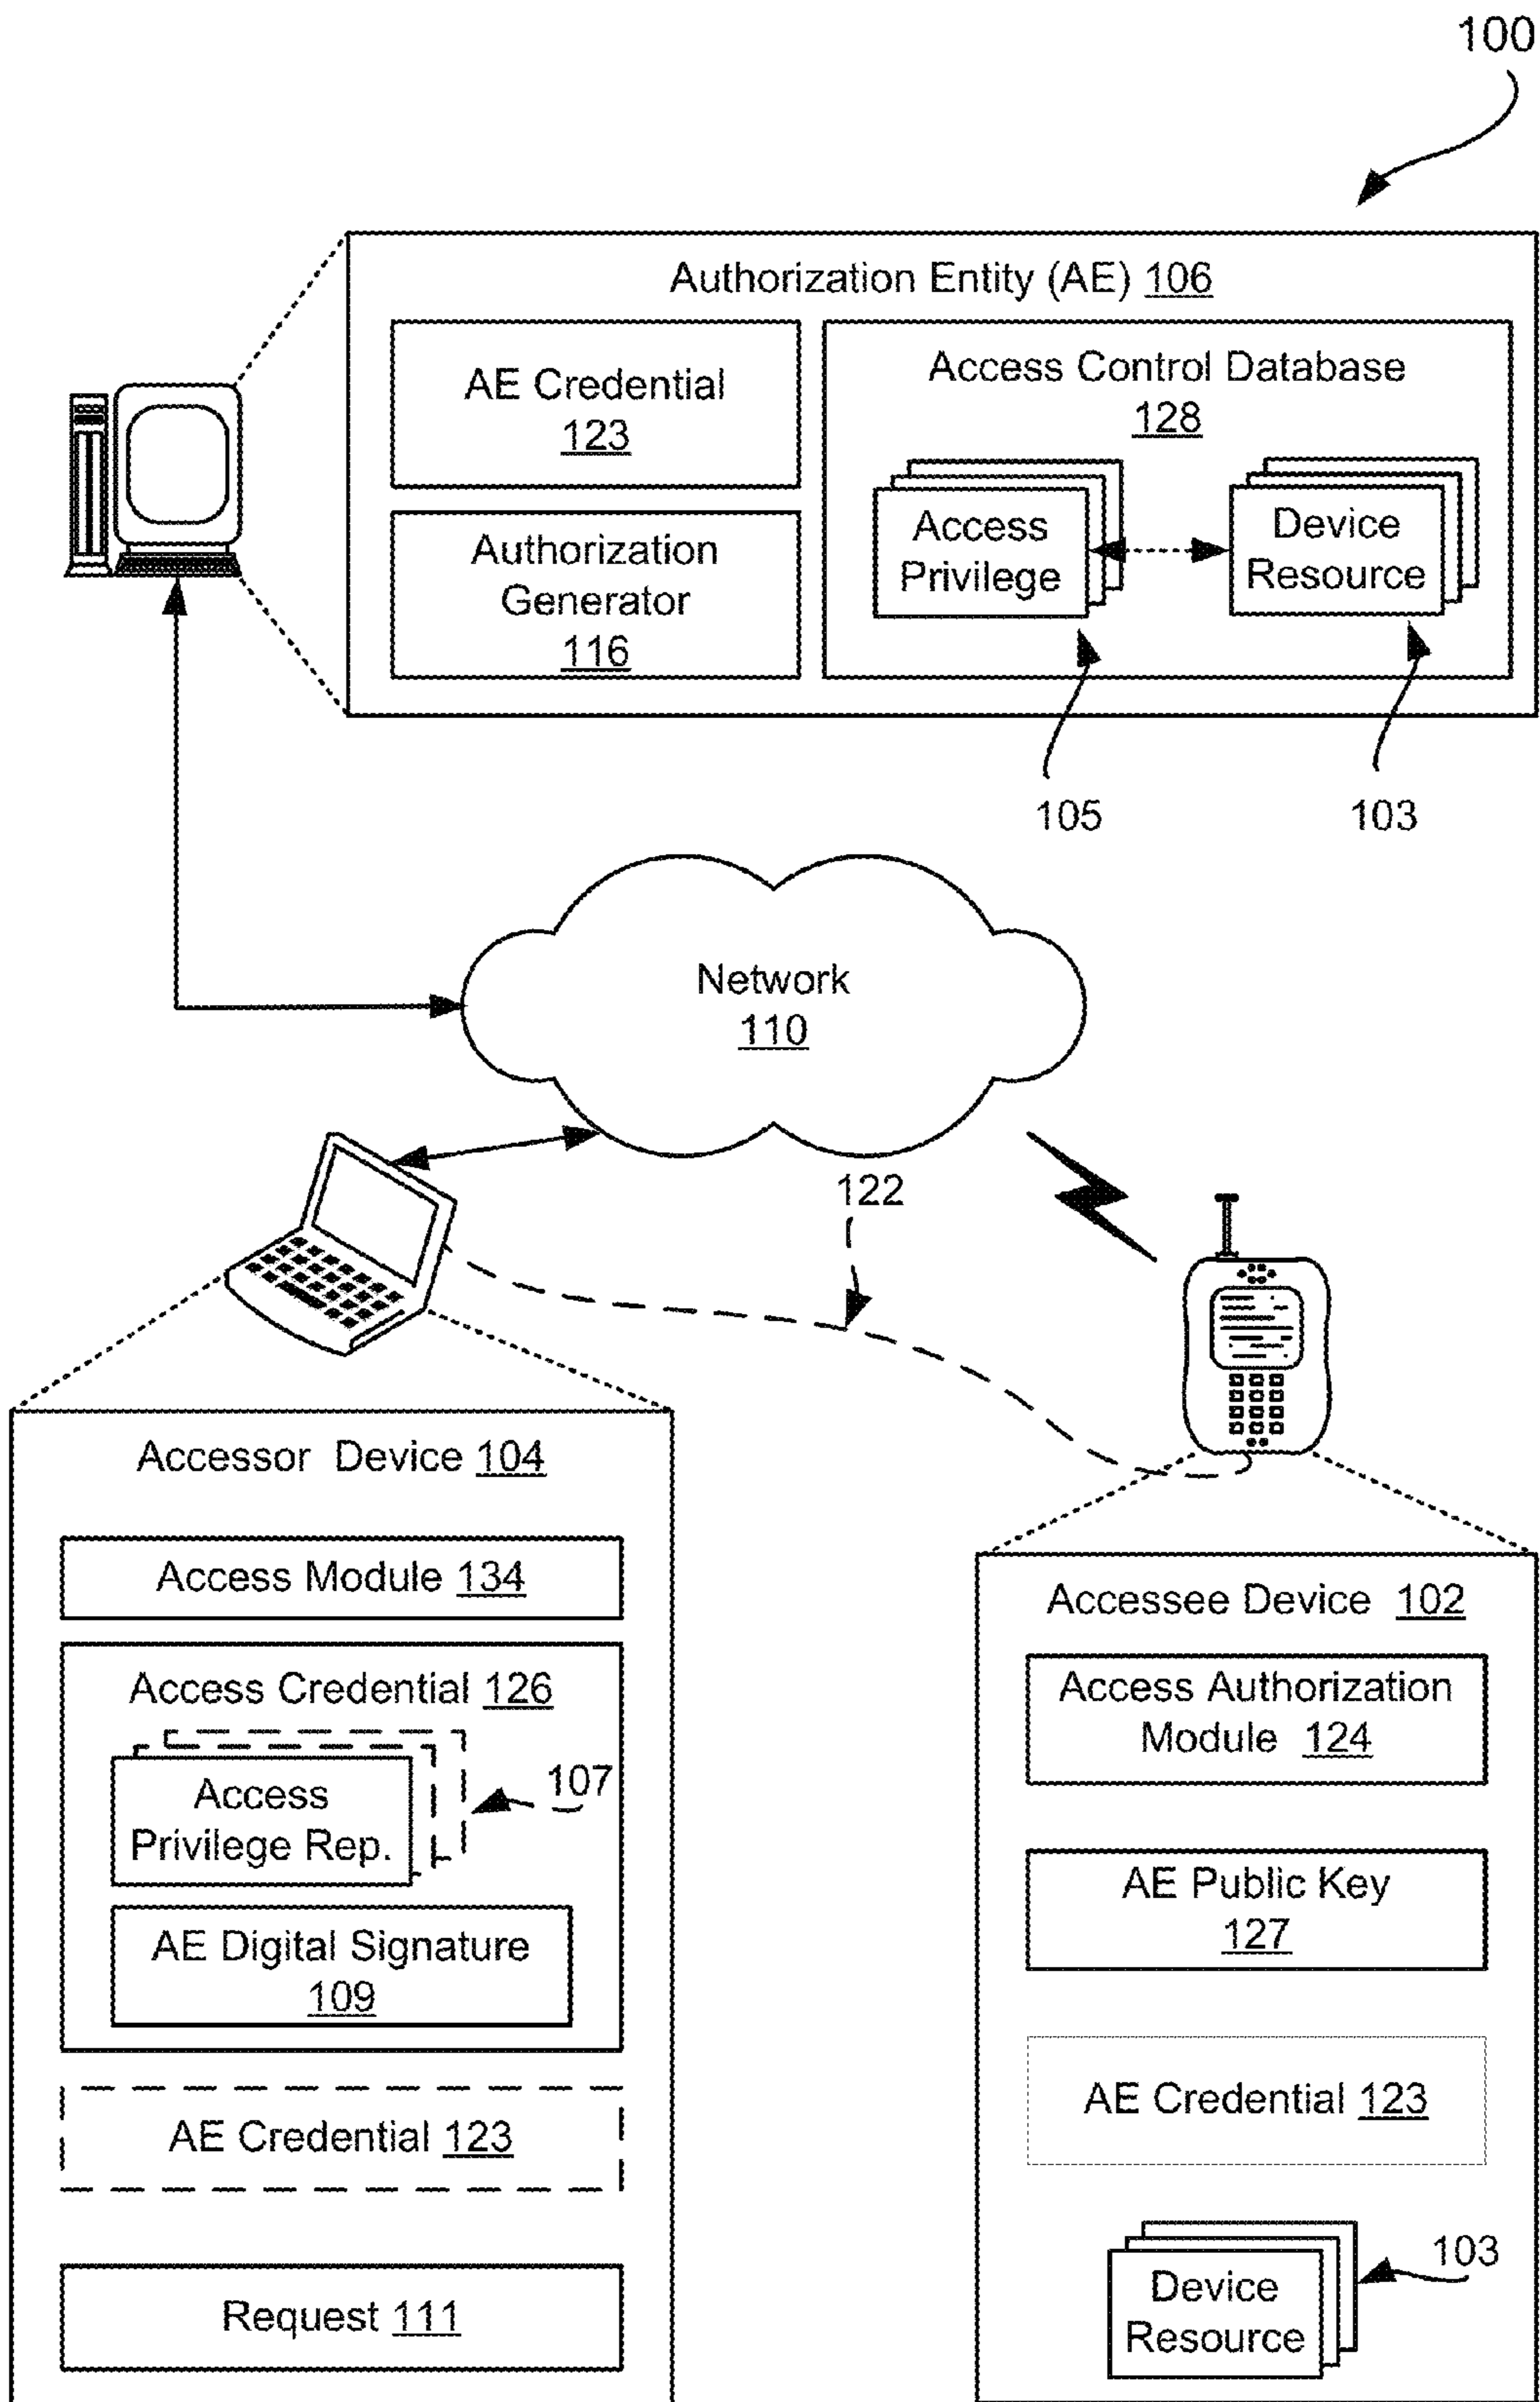 100
Authorization Entity (AE) 106
AE Credential
123
Authorization
Generator
116
Access Control Database
128
Access
Privilege
Device
Resource
105
103
Network
110
122
Accessor Device 104
Access Module 134
Access Credential 126
Access
Privilege Rep.
107
AE Digital Signature
109
AE Credential 123
Request 111
Accessee Device 102
Access Authorization
Module 124
AE Public Key
127
AE Credential 123
Device
Resource
103